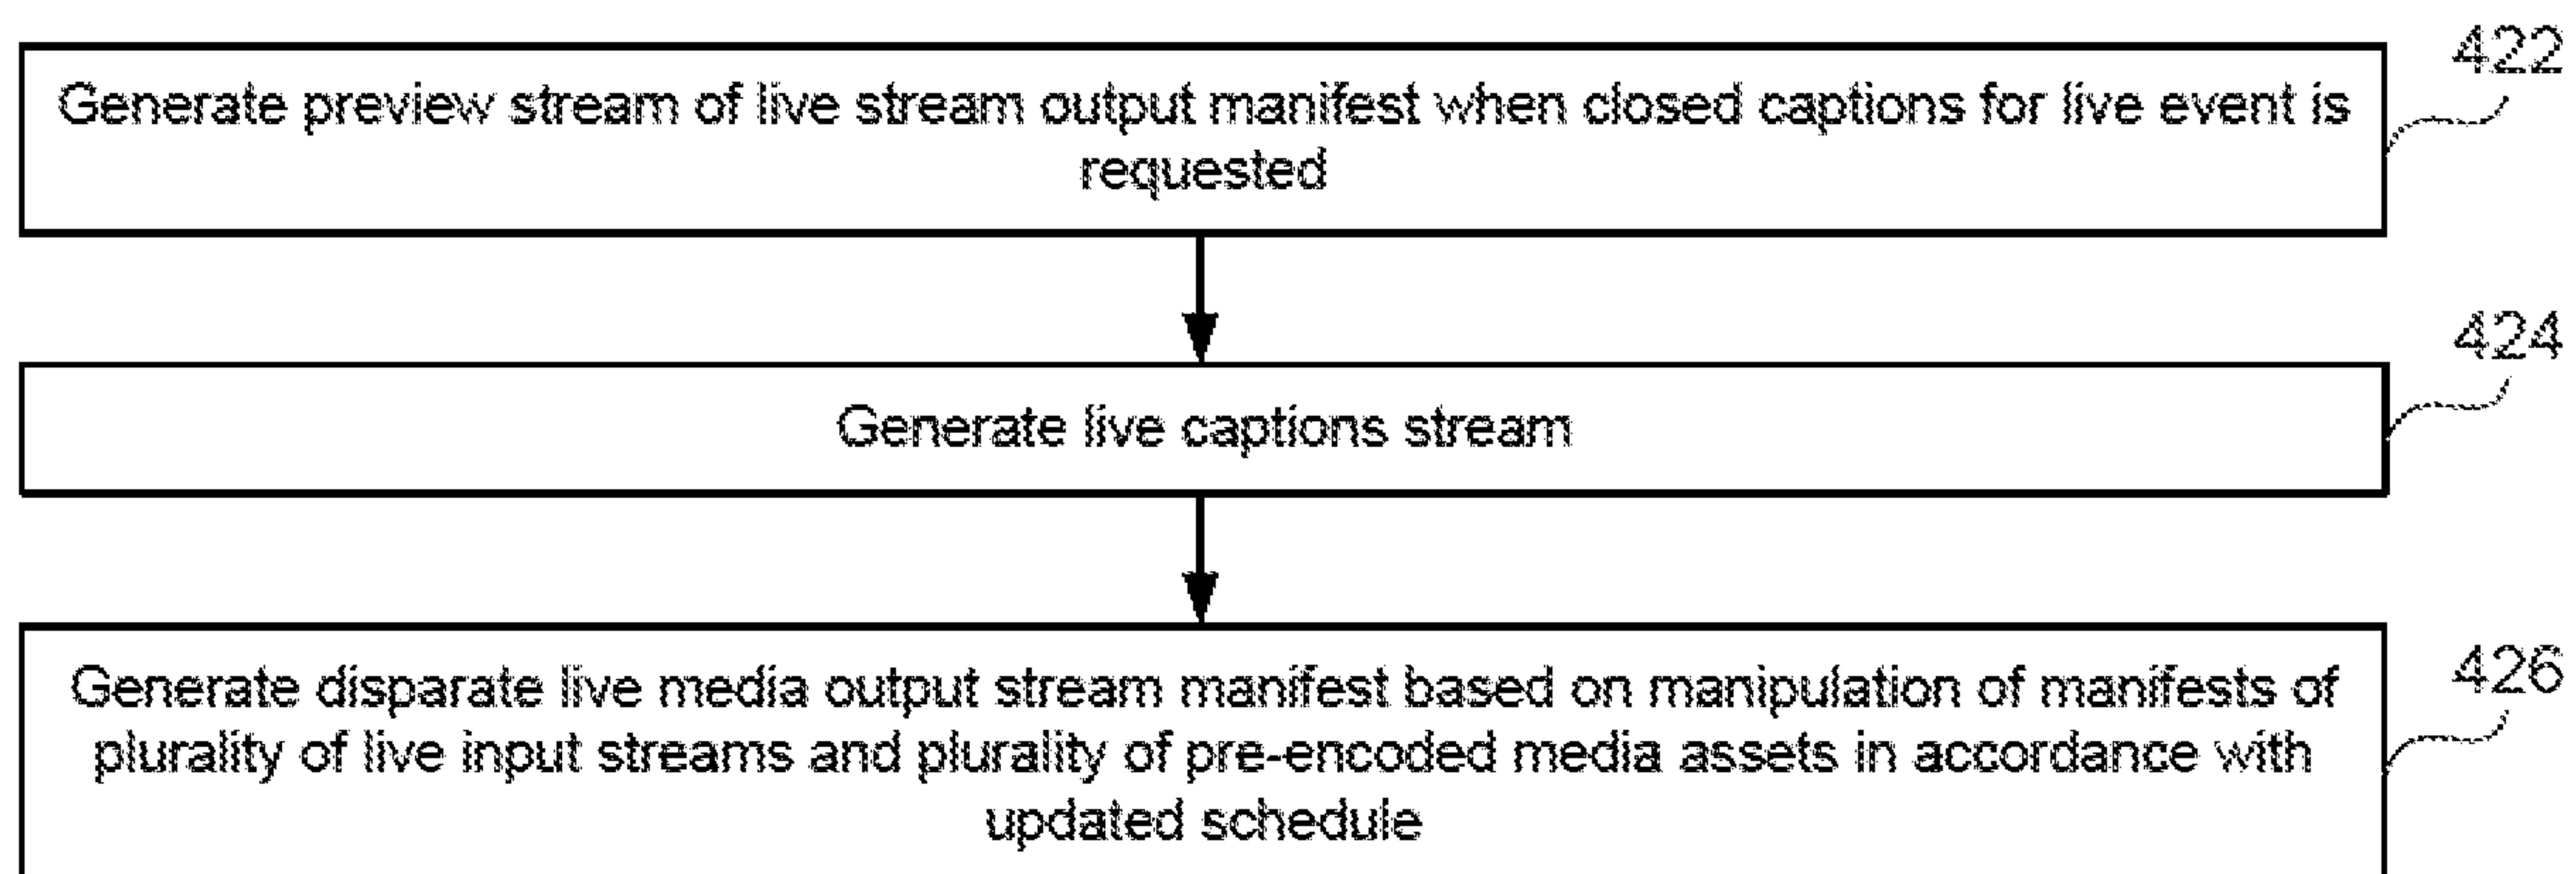 422
Generate preview stream of live stream output manifest when closed captions for live event is
requested
424
Generate live captions stream
426
Generate disparate live media output stream manifest based on manipulation of manifests of
plurality of live input streams and plurality of pre-encoded media assets in accordance with
updated schedule